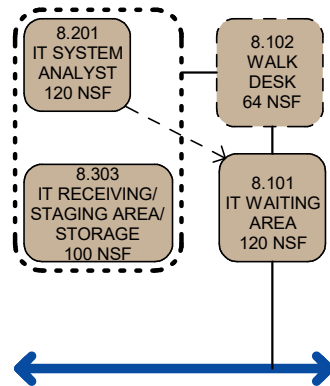 8.201
IT SYSTEM
ANALYST
120 NSF
8.102
WALK
DESK
64 NSF
8.303
IT RECEIVING/
STAGING AREA/
STORAGE
100 NSF
8.101
IT WAITING
AREA
120 NSF